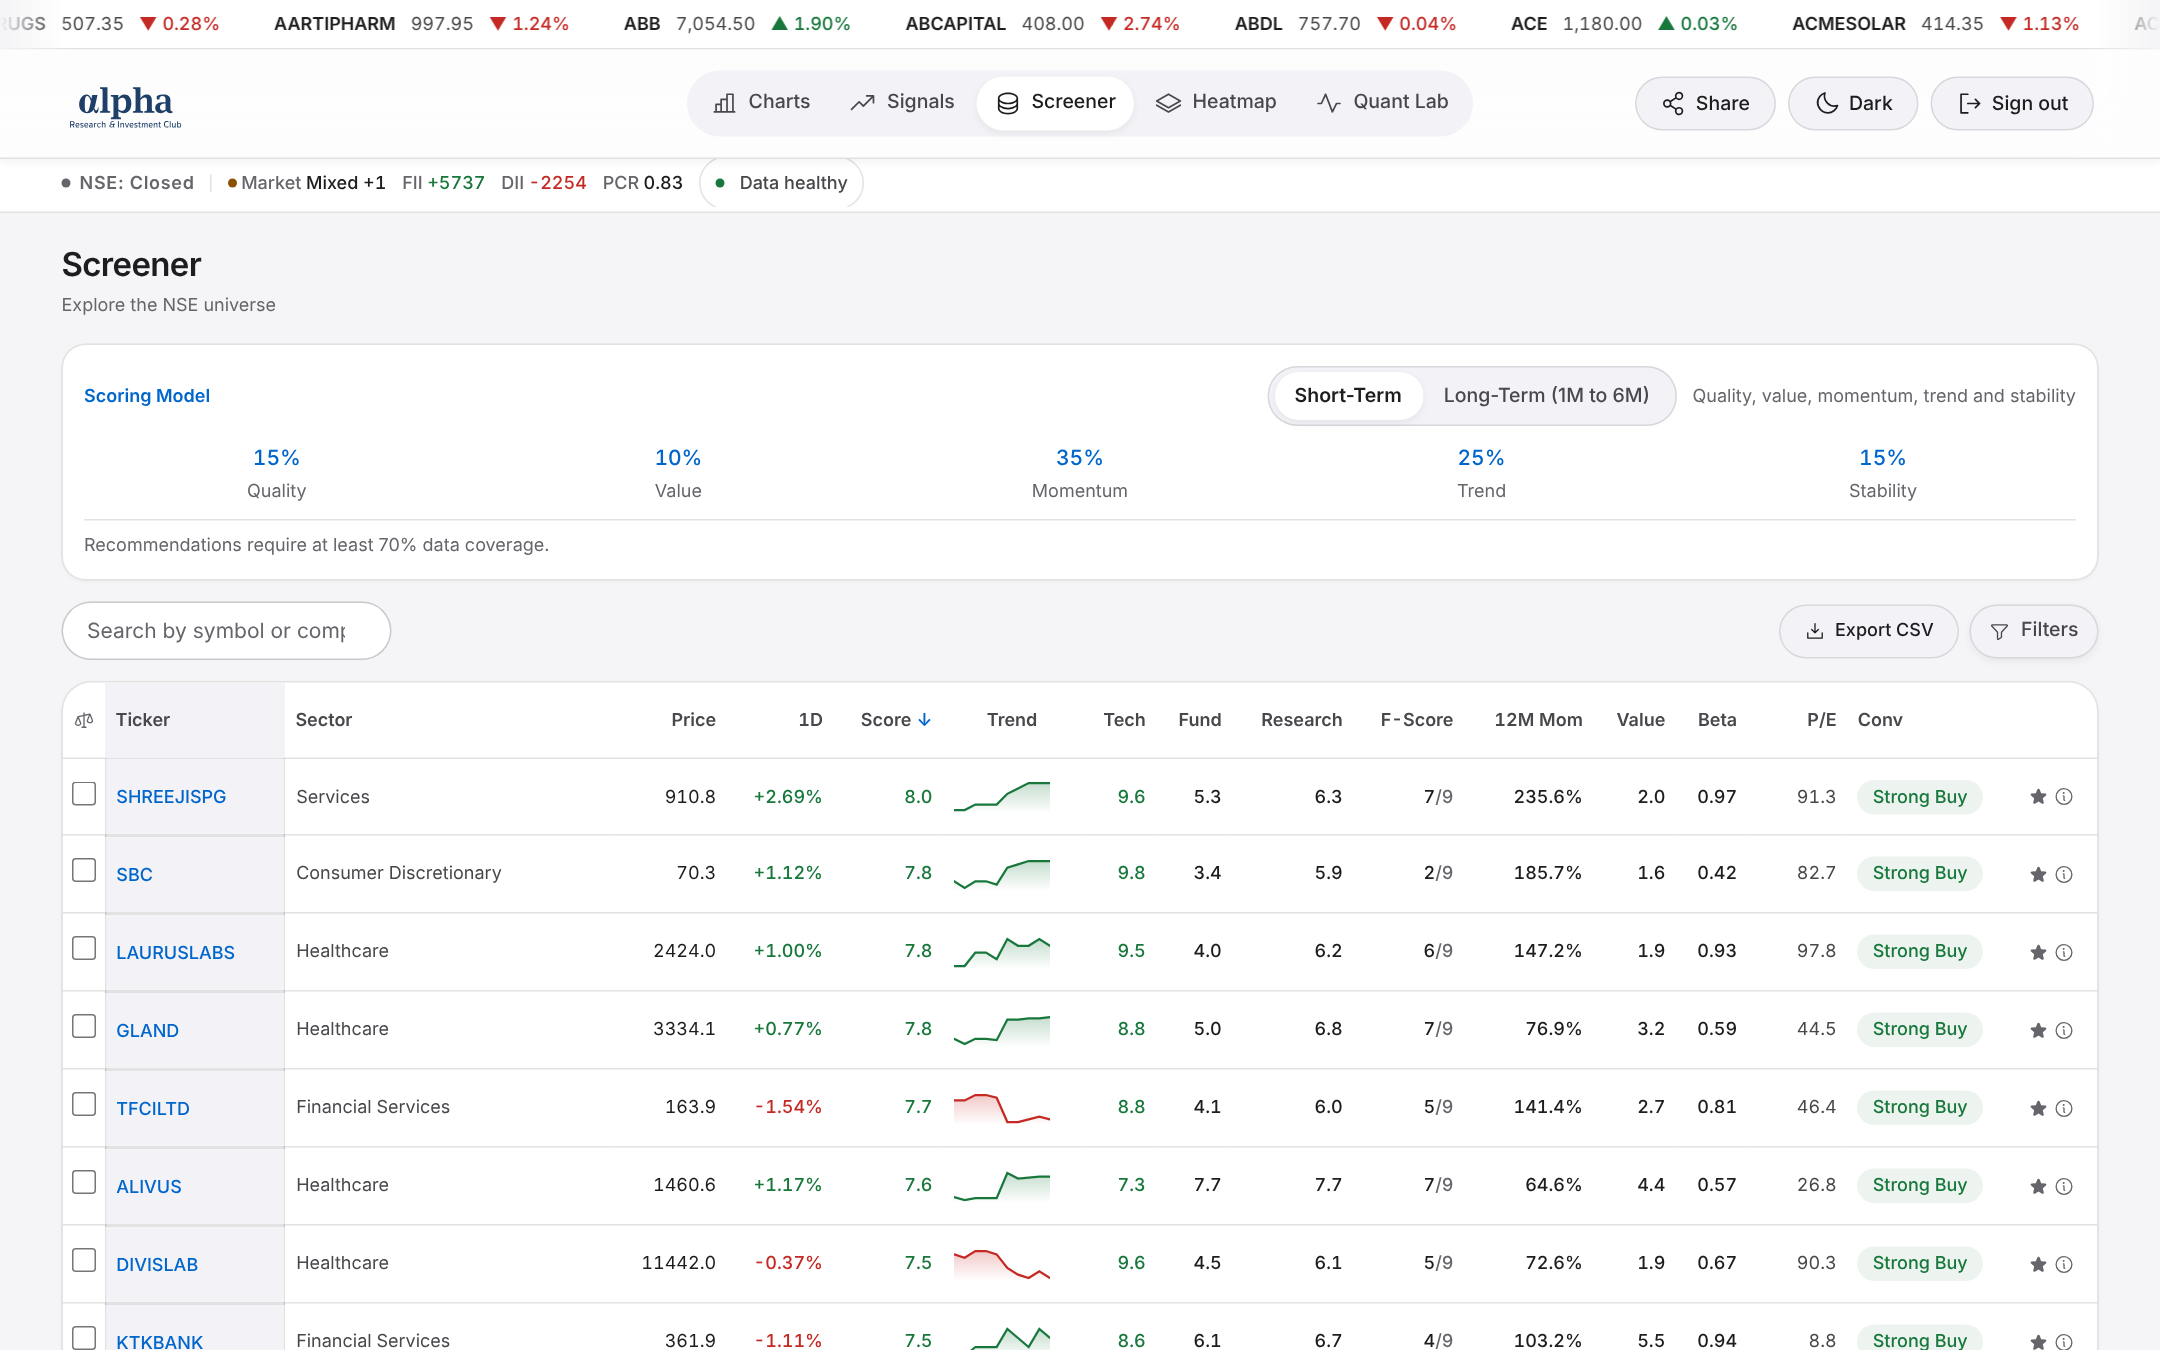 UGS 507.35 ▼ 0.28% AARTIPHARM 997.95 ▼ 1.24% ABB 7,054.50 ▲ 1.90% ABCAPITAL 408.00 ▼ 2.74% ABDL 757.70 ▼ 0.04% ACE 1,180.00 ▲ 0.03% ACMESOLAR 414.35 ▼ 1.13% AC
alpha
Research & Investment Club
Charts Signals Screener Heatmap Quant Lab
Share Dark Sign out
NSE: Closed Market Mixed +1 FII +5737 DII -2254 PCR 0.83 Data healthy
Screener
Explore the NSE universe
Scoring Model Short-Term Long-Term (1M to 6M) Quality, value, momentum, trend and stability
15% 10% 35% 25% 15%
Quality Value Momentum Trend Stability
Recommendations require at least 70% data coverage.
Search by symbol or comp Export CSV Filters
Ticker Sector Price 1D Score ↓ Trend Tech Fund Research F-Score 12M Mom Value Beta P/E Conv
SHREEJISPG Services 910.8 +2.69% 8.0 9.6 5.3 6.3 7/9 235.6% 2.0 0.97 91.3 Strong Buy
SBC Consumer Discretionary 70.3 +1.12% 7.8 9.8 3.4 5.9 2/9 185.7% 1.6 0.42 82.7 Strong Buy
LAURUSLABS Healthcare 2424.0 +1.00% 7.8 9.5 4.0 6.2 6/9 147.2% 1.9 0.93 97.8 Strong Buy
GLAND Healthcare 3334.1 +0.77% 7.8 8.8 5.0 6.8 7/9 76.9% 3.2 0.59 44.5 Strong Buy
TFCILTD Financial Services 163.9 -1.54% 7.7 8.8 4.1 6.0 5/9 141.4% 2.7 0.81 46.4 Strong Buy
ALIVUS Healthcare 1460.6 +1.17% 7.6 7.3 7.7 7.7 7/9 64.6% 4.4 0.57 26.8 Strong Buy
DIVISLAB Healthcare 11442.0 -0.37% 7.5 9.6 4.5 6.1 5/9 72.6% 1.9 0.67 90.3 Strong Buy
KTKBANK Financial Services 361.9 -1.11% 7.5 8.6 6.1 6.7 4/9 103.2% 5.5 0.94 8.8 Strong Buy